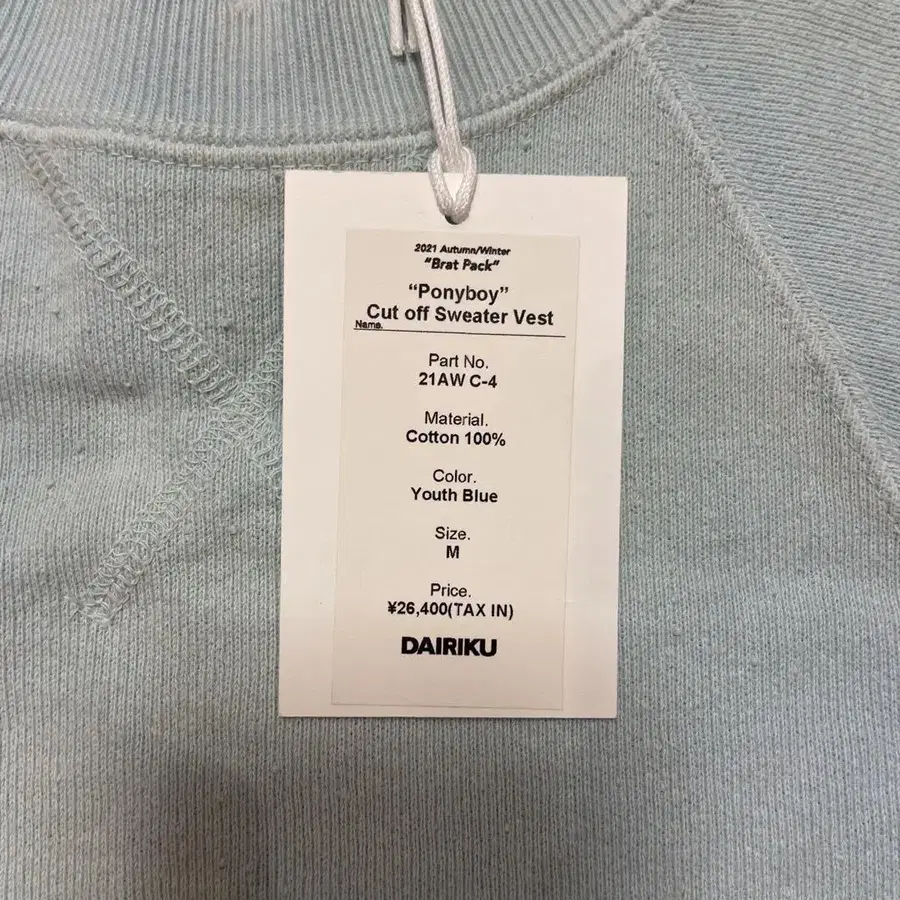 2021 Autumn/Winter
"Brat Pack"
"Ponyboy"
Cut off Sweater Vest
Name.
Part No.
21AW C-4
Material.
Cotton 100%
Color.
Youth Blue
Size.
M
Price.
¥26,400(TAX IN)
DAIRIKU